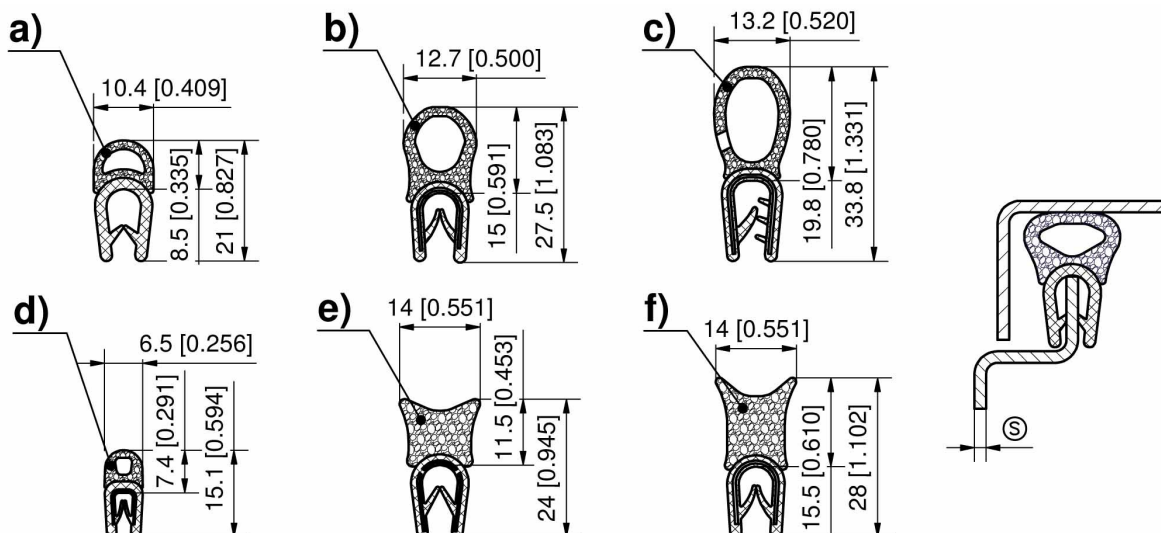 a)
10.4 [0.409]
8.5 [0.335]
21 [0.827]
b)
12.7 [0.500]
15 [0.591]
27.5 [1.083]
c)
13.2 [0.520]
19.8 [0.780]
33.8 [1.331]
d)
6.5 [0.256]
7.4 [0.291]
15.1 [0.594]
e)
14 [0.551]
11.5 [0.453]
24 [0.945]
f)
14 [0.551]
15.5 [0.610]
28 [1.102]
S